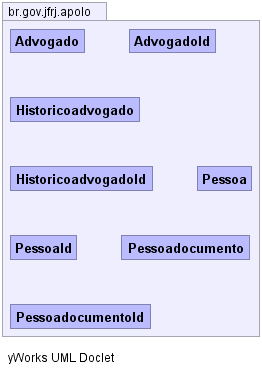 br.gov.jfrj.apolo
Advogado AdvogadoId
Historicoadvogado
HistoricoadvogadoId Pessoa
PessoaId Pessoadocumento
PessoadocumentoId
yWorks UML Doclet